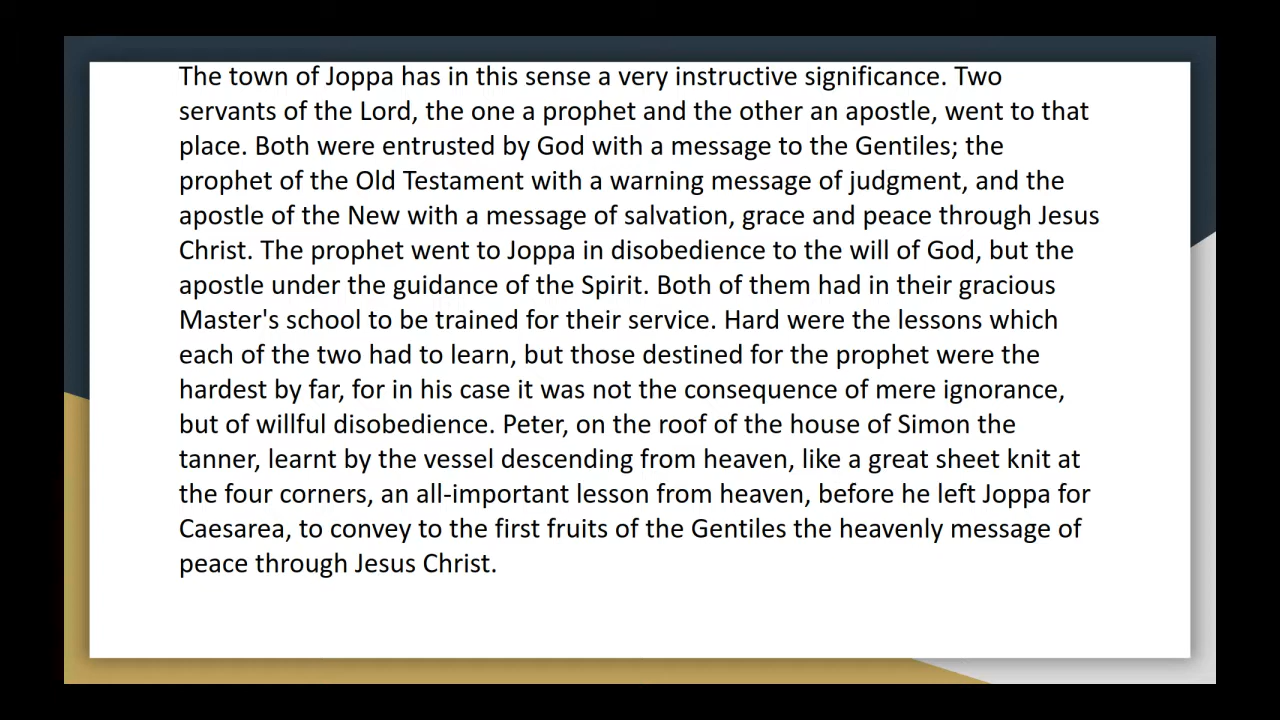 The town of Joppa has in this sense a very instructive significance. Two
servants of the Lord, the one a prophet and the other an apostle, went to that
place. Both were entrusted by God with a message to the Gentiles; the
prophet of the Old Testament with a warning message of judgment, and the
apostle of the New with a message of salvation, grace and peace through Jesus
Christ. The prophet went to Joppa in disobedience to the will of God, but the
apostle under the guidance of the Spirit. Both of them had in their gracious
Master's school to be trained for their service. Hard were the lessons which
each of the two had to learn, but those destined for the prophet were the
hardest by far, for in his case it was not the consequence of mere ignorance,
but of willful disobedience. Peter, on the roof of the house of Simon the
tanner, learnt by the vessel descending from heaven, like a great sheet knit at
the four corners, an all-important lesson from heaven, before he left Joppa for
Caesarea, to convey to the first fruits of the Gentiles the heavenly message of
peace through Jesus Christ.